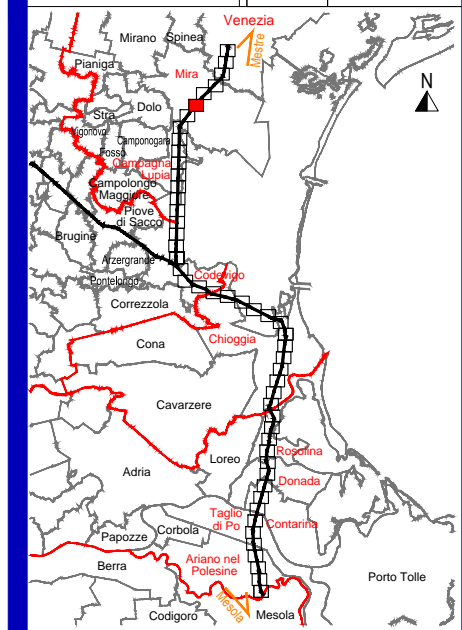 Venezia
Mirano
Spinea
Mestre
Pianiga
Mira
N
Dolo
Stra
Vigonovo
Camponogara
Fosso
Campagna
Lupia
Campolongo
Maggiore
Piove
di Sacco
Brugine
Arzergrande
Codevigo
Pontelongo
Correzzola
Chioggia
Cona
Cavarzere
Loreo
Rosolina
Adria
Donada
Taglio
di Po
Contarina
Corbola
Papozze
Ariano nel
Polesine
Berra
Porto Tolle
Mesola
Mesola
Codigoro